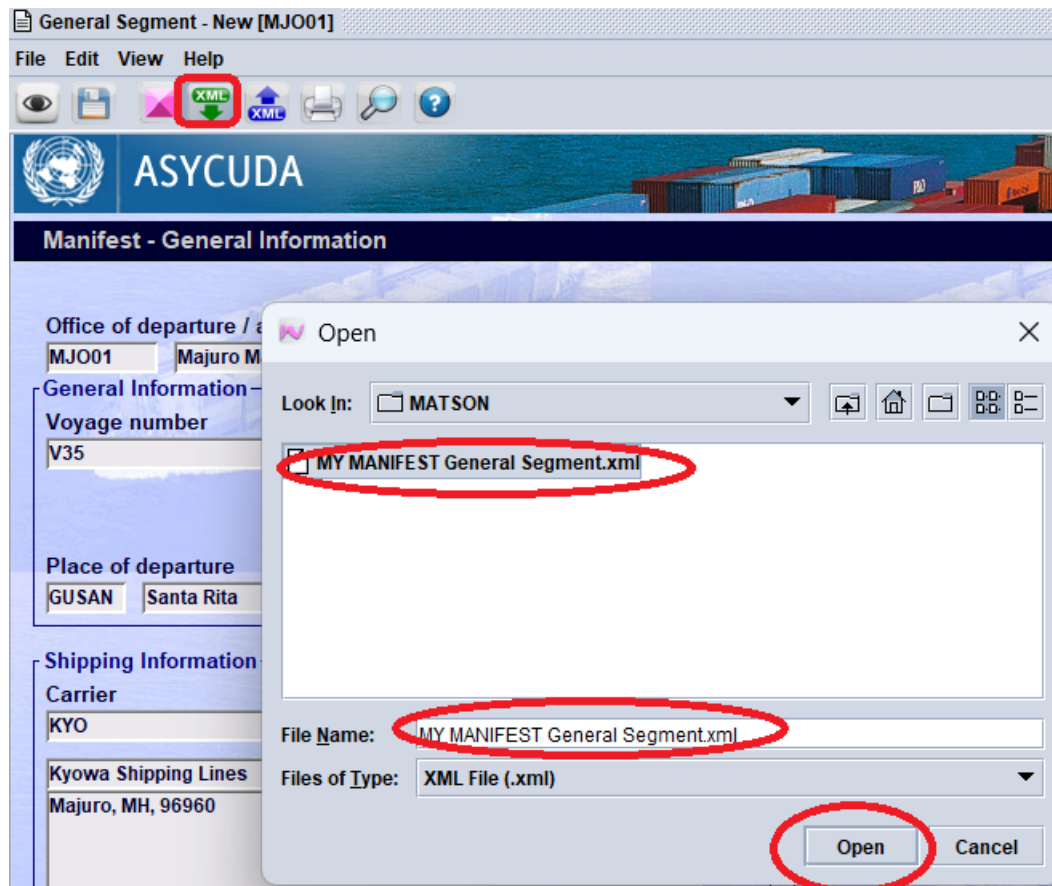 General Segment - New [MJO01]
File Edit View Help
XML XML
ASYCUDA
Manifest - General Information
Office of departure / a
MJO01 Majuro M
General Information
Voyage number
V35
Place of departure
GUSAN Santa Rita
Shipping Information
Carrier
KYO
Kyowa Shipping Lines
Majuro, MH, 96960
Open
Look In: MATSON
MY MANIFEST General Segment.xml
File Name: MY MANIFEST General Segment.xml
Files of Type: XML File (.xml)
Open Cancel